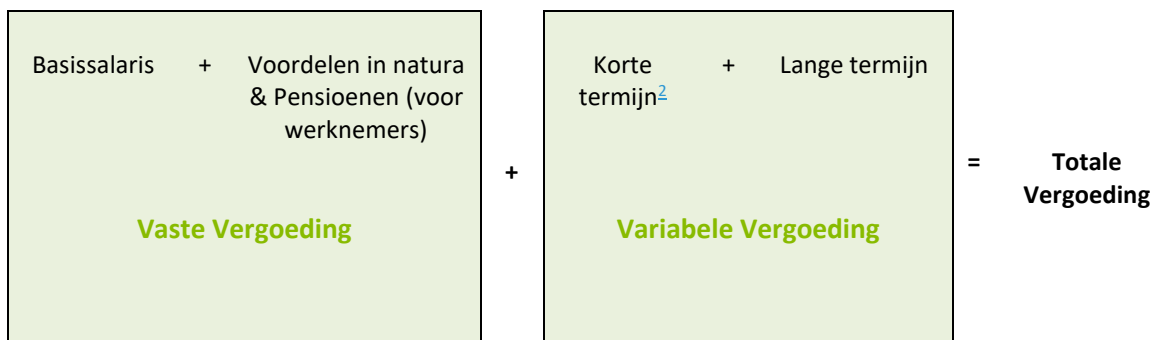 Basissalaris + Voordelen in natura
& Pensioenen (voor
werknemers)
Vaste Vergoeding
+
Korte + Lange termijn
termijn2
Variabele Vergoeding
= Totale
Vergoeding